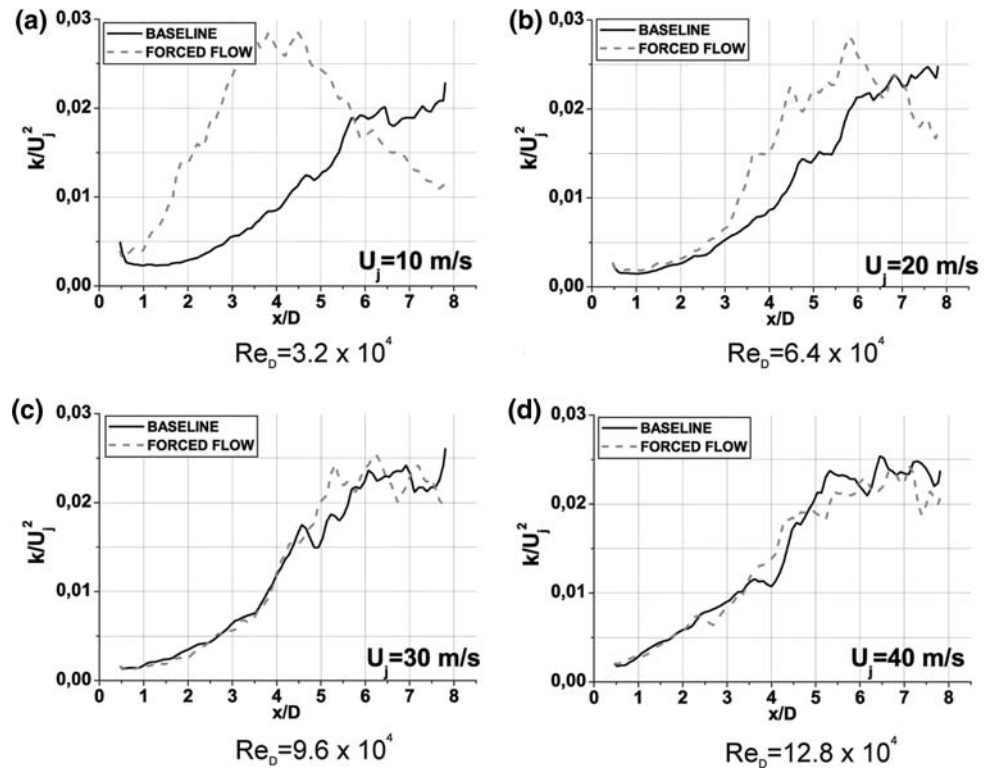 (a)
0,03
0,02
0,01
0,00
k/U_j^2
BASELINE
FORCED FLOW
U_j=10 m/s
0 1 2 3 4 5 6 7 8
x/D
Re_D=3.2 x 10^4
(b)
0,03
0,02
0,01
0,00
k/U_j^2
BASELINE
FORCED FLOW
U_j=20 m/s
0 1 2 3 4 5 6 7 8
x/D
Re_D=6.4 x 10^4
(c)
0,03
0,02
0,01
0,00
k/U_j^2
BASELINE
FORCED FLOW
U_j=30 m/s
0 1 2 3 4 5 6 7 8
x/D
Re_D=9.6 x 10^4
(d)
0,03
0,02
0,01
0,00
k/U_j^2
BASELINE
FORCED FLOW
U_j=40 m/s
0 1 2 3 4 5 6 7 8
x/D
Re_D=12.8 x 10^4